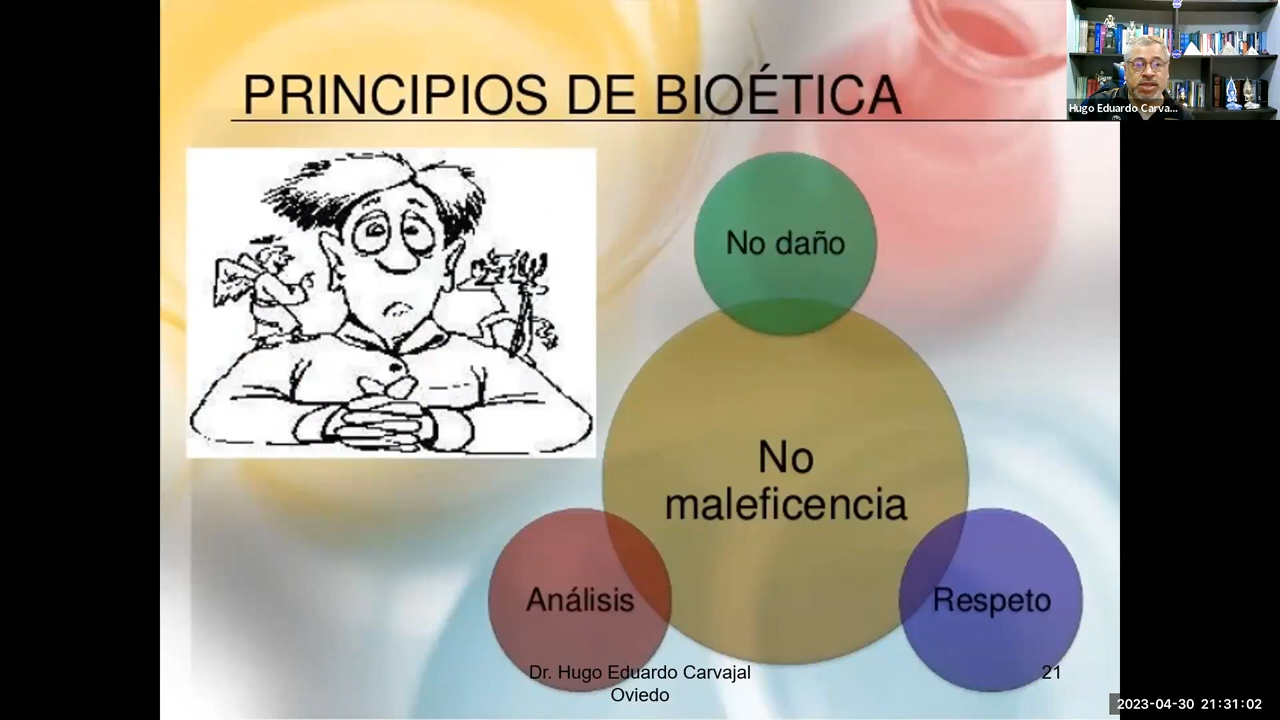 PRINCIPIOS DE BIOÉTICA
Hugo Eduardo Carva...
No daño
No
maleficencia
Análisis
Respeto
Dr. Hugo Eduardo Carvajal
Oviedo
21
2023-04-30 21:31:02